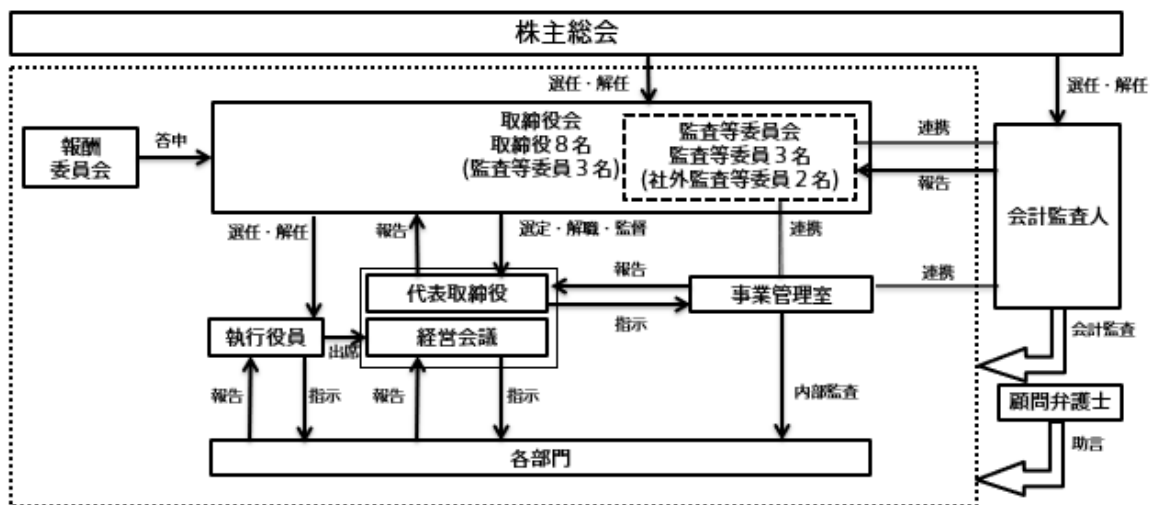 株主総会
選任・解任
選任・解任
取締役会
取締役8名
(監査等委員3名)
監査等委員会
監査等委員3名
(社外監査等委員2名)
報酬
委員会
答申
連携
報告
会計監査人
選任・解任
報告
選定・解職・監督
連携
代表取締役
報告
指示
事業管理室
連携
執行役員
出席
経営会議
会計監査
報告
指示
報告
指示
内部監査
顧問弁護士
各部門
助言